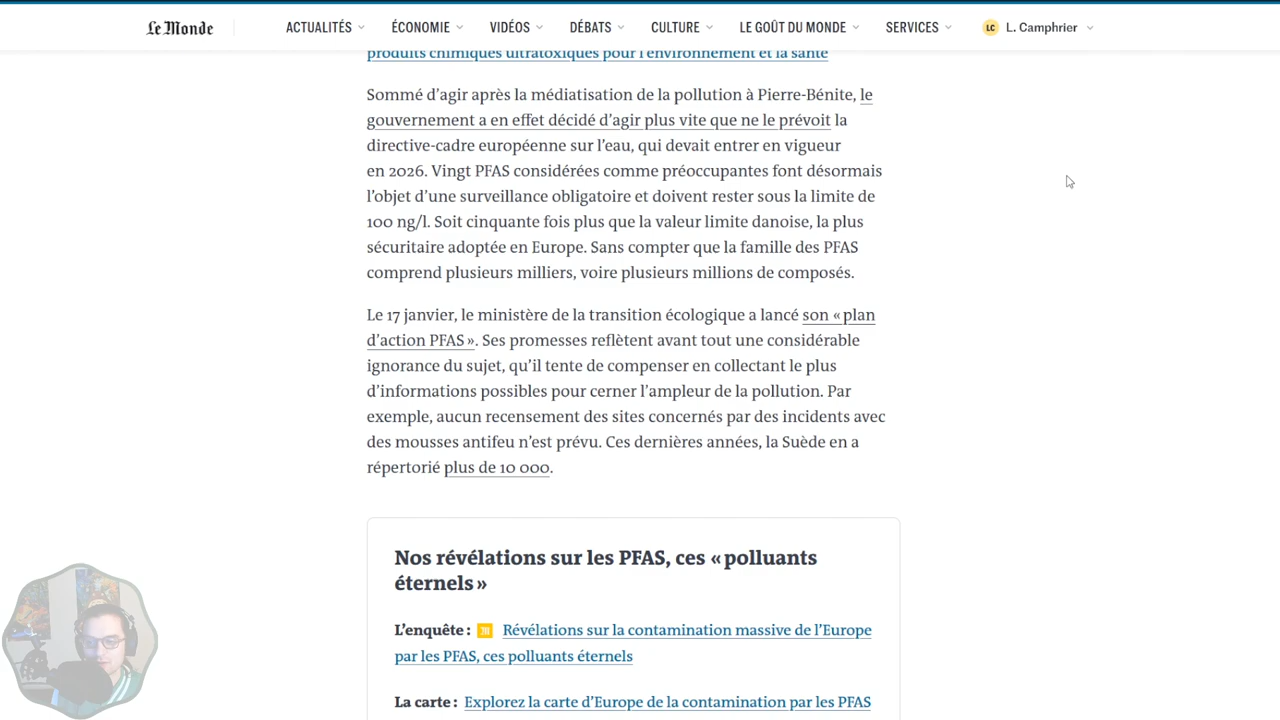 Le Monde
ACTUALITÉS
ÉCONOMIE
VIDÉOS
DÉBATS
CULTURE
LE GOÛT DU MONDE
SERVICES
LC
L. Camphrier
produits chimiques ultratoxiques pour l’environnement et la santé
Sommé d’agir après la médiatisation de la pollution à Pierre-Bénite, le
gouvernement a en effet décidé d’agir plus vite que ne le prévoit la
directive-cadre européenne sur l’eau, qui devait entrer en vigueur
en 2026. Vingt PFAS considérées comme préoccupantes font désormais
l’objet d’une surveillance obligatoire et doivent rester sous la limite de
100 ng/l. Soit cinquante fois plus que la valeur limite danoise, la plus
sécuritaire adoptée en Europe. Sans compter que la famille des PFAS
comprend plusieurs milliers, voire plusieurs millions de composés.
Le 17 janvier, le ministère de la transition écologique a lancé son « plan
d’action PFAS ». Ses promesses reflètent avant tout une considérable
ignorance du sujet, qu’il tente de compenser en collectant le plus
d’informations possibles pour cerner l’ampleur de la pollution. Par
exemple, aucun recensement des sites concernés par des incidents avec
des mousses antifeu n’est prévu. Ces dernières années, la Suède en a
répertorié plus de 10 000.
Nos révélations sur les PFAS, ces « polluants
éternels »
L’enquête : Révélations sur la contamination massive de l’Europe
par les PFAS, ces polluants éternels
La carte : Explorez la carte d’Europe de la contamination par les PFAS